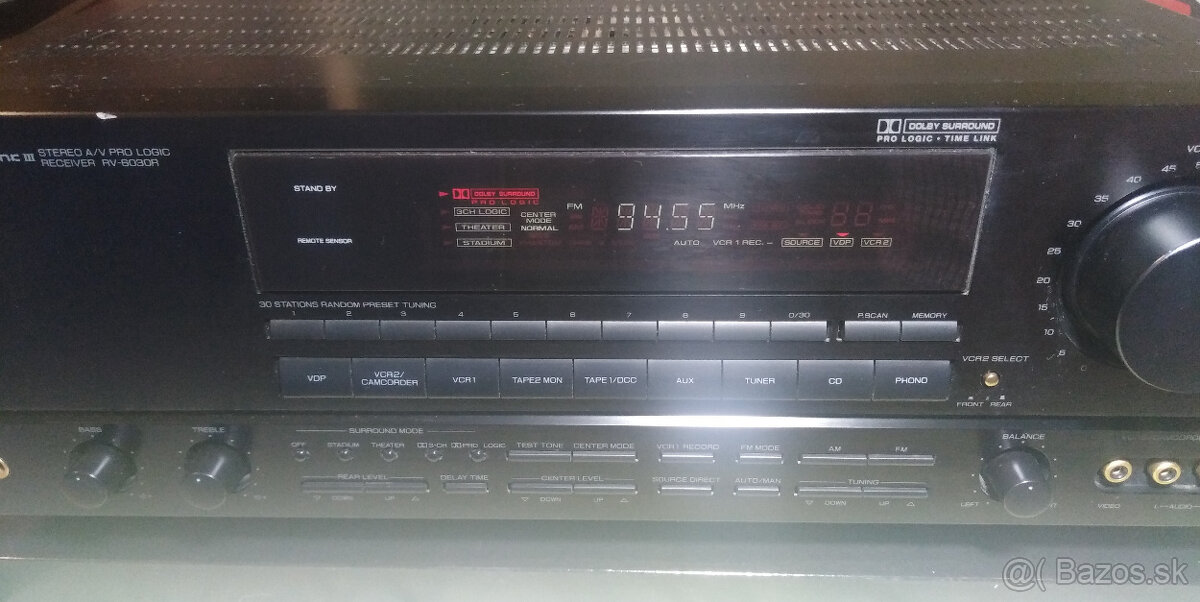 DOLBY SURROUND
PRO LOGIC • TIME LINK
III STEREO A/V PRO LOGIC
RECEIVER RV-6030R
STAND BY
REMOTE SENSOR
DOLBY SURROUND
PRO LOGIC
3CH LOGIC
THEATER
STADIUM
CENTER
MODE
NORMAL
FM 94.55 MHz
AUTO VCR 1 REC. – SOURCE VDP VCR 2
45
40
35
30
25
20
15
10
5
0
30 STATIONS RANDOM PRESET TUNING
1 2 3 4 5 6 7 8 9 0/30 P.SCAN MEMORY
VCR2 SELECT
FRONT REAR
VDP VCR2/
CAMCORDER VCR1 TAPE2 MON TAPE1/DCC AUX TUNER CD PHONO
BASS TREBLE SURROUND MODE BALANCE
OFF STADIUM THEATER 3-CH PRO LOGIC TEST TONE CENTER MODE VCR1 RECORD FM MODE AM FM
REAR LEVEL DELAY TIME CENTER LEVEL SOURCE DIRECT AUTO/MAN TUNING
DOWN UP DOWN UP DOWN UP
LEFT
VIDEO L–AUDIO
@( Bazos.sk